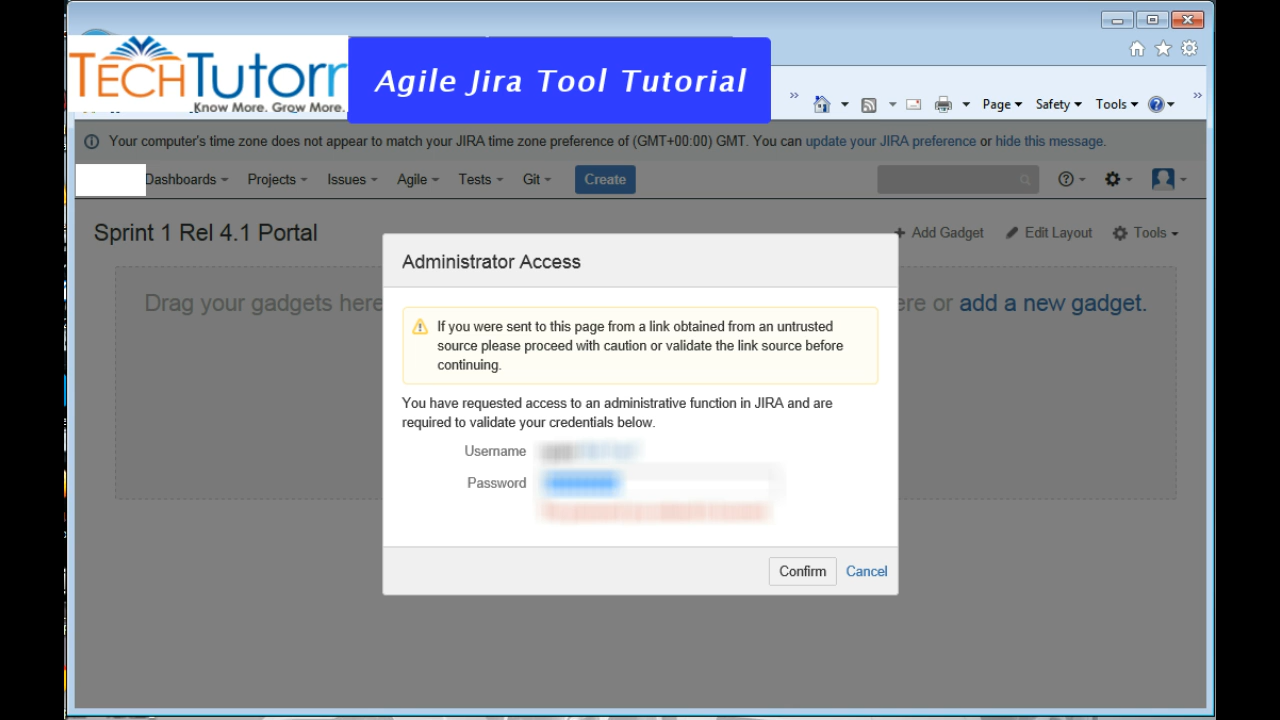 TECHTutorr
Know More. Grow More.
Agile Jira Tool Tutorial
Page
Safety
Tools
Your computer's time zone does not appear to match your JIRA time zone preference of (GMT+00:00) GMT. You can update your JIRA preference or hide this message.
Dashboards Projects Issues Agile Tests Git Create
Sprint 1 Rel 4.1 Portal
Add Gadget Edit Layout Tools
Drag your gadgets here
ere or add a new gadget.
Administrator Access
If you were sent to this page from a link obtained from an untrusted
source please proceed with caution or validate the link source before
continuing.
You have requested access to an administrative function in JIRA and are
required to validate your credentials below.
Username
Password
Confirm Cancel